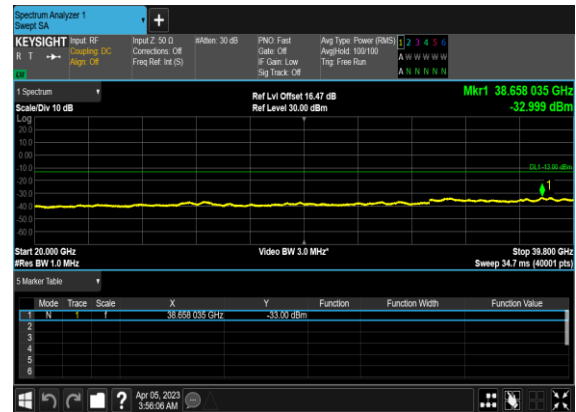 Spectrum Analyzer 1
Swept SA
+
KEYSIGHT Input: RF Input Z: 50 Ω #Atten: 30 dB PNO: Fast Avg Type: Power (RMS) 1 2 3 4 5 6
R T Coupling: DC Corrections: Off Gate: Off Avg|Hold: 100/100 A W W W W W
Align: Off Freq Ref: Int (S) IF Gain: Low Trig: Free Run
Sig Track: Off A N N N N N
1 Spectrum
Ref Lvl Offset 16.47 dB Mkr1 38.658 035 GHz
Scale/Div 10 dB Ref Level 30.00 dBm -32.999 dBm
Log
20.0
10.0
0.00
-10.0
DL1 -13.00 dBm
-20.0
1
-30.0
-40.0
-50.0
-60.0
Start 20.000 GHz Video BW 3.0 MHz* Stop 39.800 GHz
#Res BW 1.0 MHz Sweep 34.7 ms (40001 pts)
5 Marker Table
Mode Trace Scale X Y Function Function Width Function Value
1 N 1 f 38.658 035 GHz -33.00 dBm
2
3
4
5
6
? Apr 05, 2023
3:56:06 AM